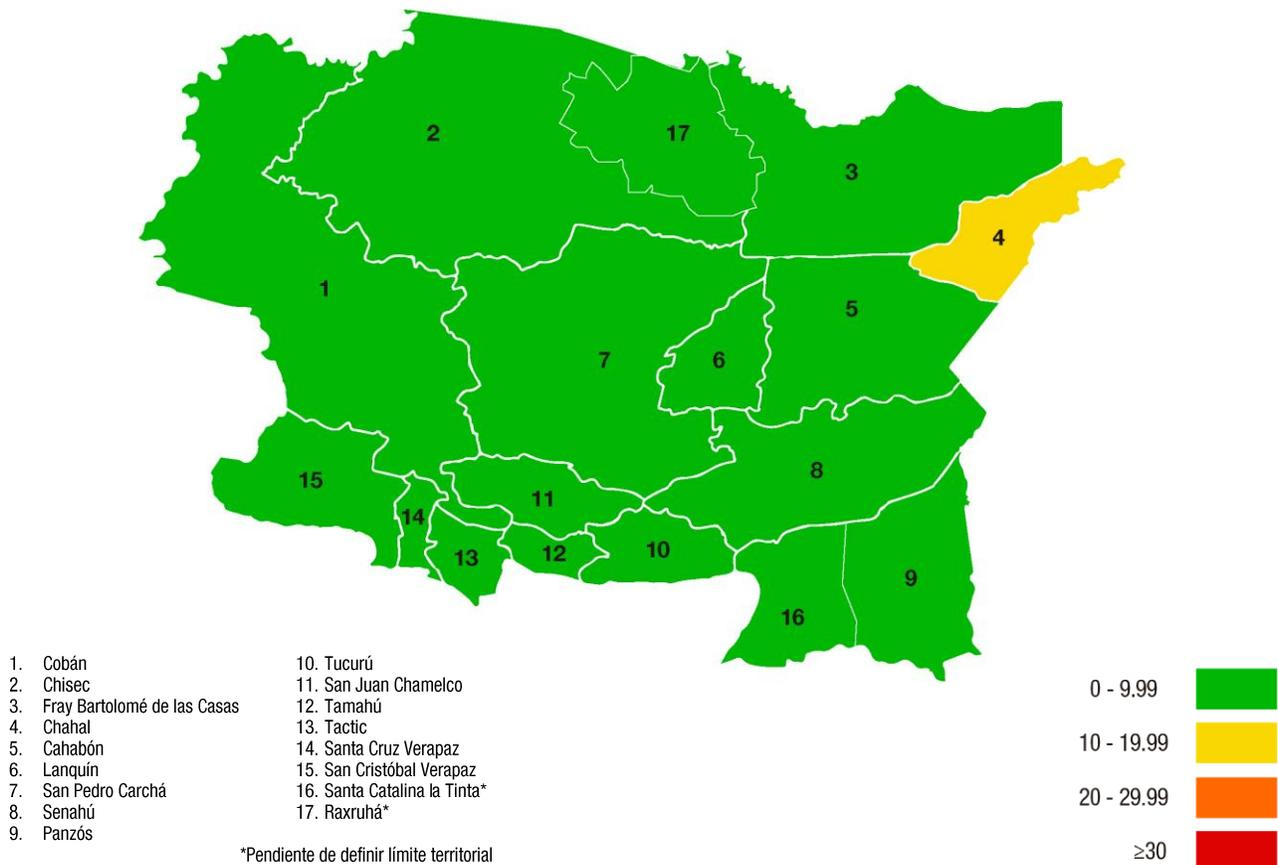 2
17
3
4
1
5
7
6
8
15
11
14
10
12
13
9
16
1. Cobán
2. Chisec
3. Fray Bartolomé de las Casas
4. Chahal
5. Cahabón
6. Lanquín
7. San Pedro Carchá
8. Senahú
9. Panzós
10. Tucurú
11. San Juan Chamelco
12. Tamahú
13. Tactic
14. Santa Cruz Verapaz
15. San Cristóbal Verapaz
16. Santa Catalina la Tinta*
17. Raxruhá*
*Pendiente de definir límite territorial
0 - 9.99
10 - 19.99
20 - 29.99
≥30